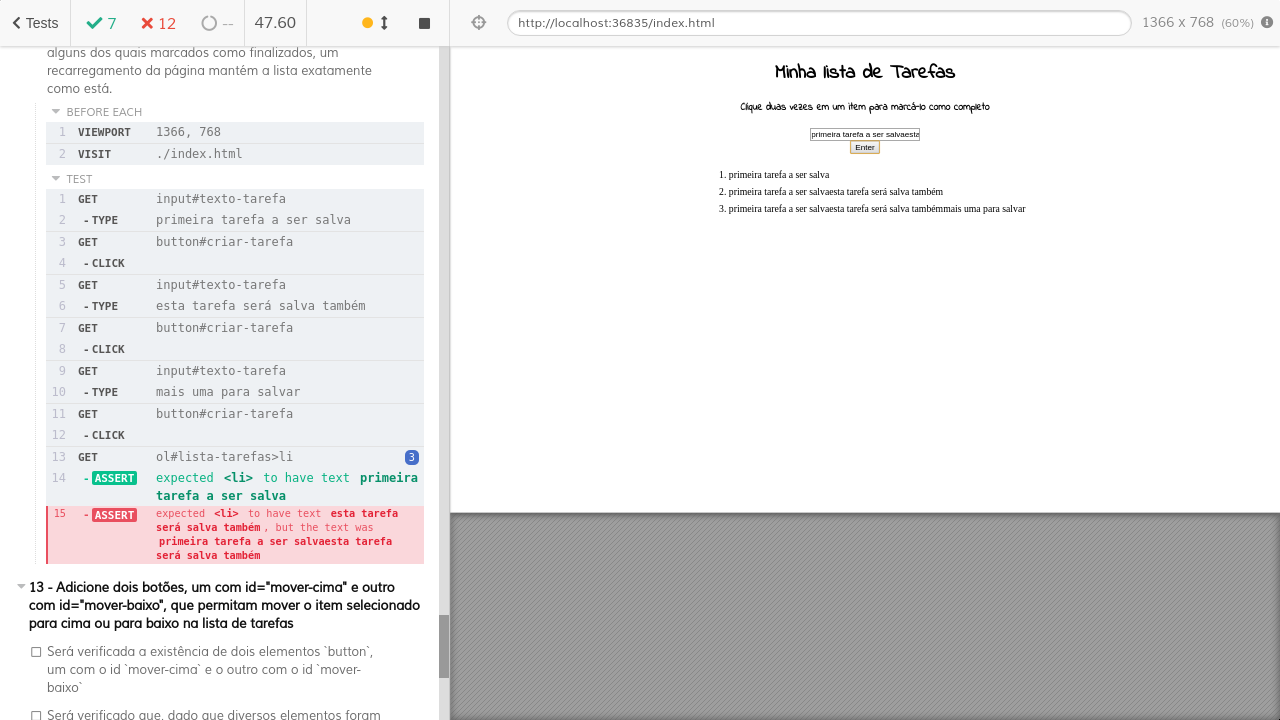 Tests 7 12 -- 47.60 http://localhost:36835/index.html 1366 x 768 (60%)
alguns dos quais marcados como finalizados, um
recarregamento da página mantém a lista exatamente
como está.
BEFORE EACH
1 VIEWPORT 1366, 768
2 VISIT ./index.html
TEST
1 GET input#texto-tarefa
2 -TYPE primeira tarefa a ser salva
3 GET button#criar-tarefa
4 -CLICK
5 GET input#texto-tarefa
6 -TYPE esta tarefa será salva também
7 GET button#criar-tarefa
8 -CLICK
9 GET input#texto-tarefa
10 -TYPE mais uma para salvar
11 GET button#criar-tarefa
12 -CLICK
13 GET ol#lista-tarefas>li 3
14 -ASSERT expected <li> to have text primeira
tarefa a ser salva
15 -ASSERT expected <li> to have text esta tarefa
será salva também, but the text was
primeira tarefa a ser salvaesta tarefa
será salva também
13 - Adicione dois botões, um com id="mover-cima" e outro
com id="mover-baixo", que permitam mover o item selecionado
para cima ou para baixo na lista de tarefas
Será verificada a existência de dois elementos `button`,
um com o id `mover-cima` e o outro com o id `mover-
baixo`
Será verificado que, dado que diversos elementos foram
Minha lista de Tarefas
Clique duas vezes em um item para marcá-lo como completo
primeira tarefa a ser salvaesta
Enter
1. primeira tarefa a ser salva
2. primeira tarefa a ser salvaesta tarefa será salva também
3. primeira tarefa a ser salvaesta tarefa será salva tambémmais uma para salvar